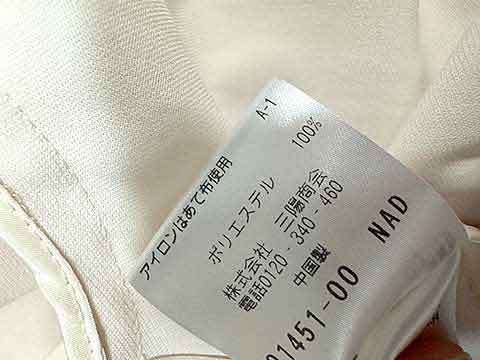 A-1
アイロンはあて布使用
ポリエステル 100%
株式会社 三陽商会
電話0120-340-460
中国製
01451-00 NAD